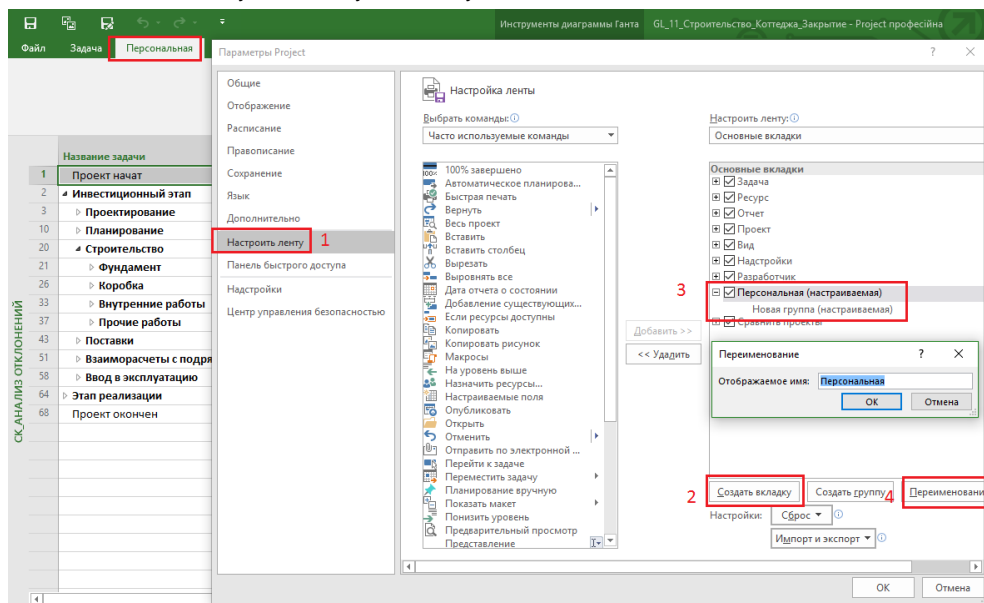 Инструменты диаграммы Ганта GL_11_Строительство_Коттеджа_Закрытие - Project професійна
Файл Задача Персональная
Параметры Project ? ×
Общие
Отображение
Расписание
Правописание
Сохранение
Язык
Дополнительно
Настроить ленту 1
Панель быстрого доступа
Надстройки
Центр управления безопасностью
Название задачи
1 Проект начат
2 Инвестиционный этап
3 Проектирование
10 Планирование
20 Строительство
21 Фундамент
26 Коробка
33 Внутренние работы
37 Прочие работы
43 Поставки
51 Взаиморасчеты с подря
58 Ввод в эксплуатацию
64 Этап реализации
68 Проект окончен
СК_АНАЛИЗ ОТКЛОНЕНИЙ
Настройка ленты
Выбрать команды:
Часто используемые команды
100% завершено
Автоматическое планирова...
Быстрая печать
Вернуть
Весь проект
Вставить
Вставить столбец
Вырезать
Выровнять все
Дата отчета о состоянии
Добавление существующих...
Если ресурсы доступны
Копировать
Копировать рисунок
Макросы
На уровень выше
Назначить ресурсы...
Настраиваемые поля
Опубликовать
Открыть
Отменить
Отправить по электронной ...
Перейти к задаче
Переместить задачу
Планирование вручную
Показать макет
Понизить уровень
Предварительный просмотр
Представление
Добавить >>
<< Удалить
Настроить ленту:
Основные вкладки
Основные вкладки
Задача
Ресурс
Отчет
Проект
Вид
Надстройки
Разработчик
3 Персональная (настраиваемая)
Новая группа (настраиваемая)
Сравнить проекты
Переименование ? ×
Отображаемое имя: Персональная
ОК Отмена
2 Создать вкладку Создать группу 4 Переименовани
Настройки: Сброс
Импорт и экспорт
ОК Отмена